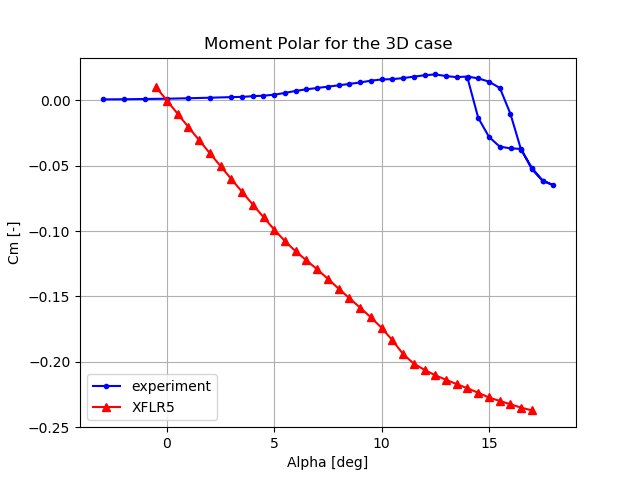 Moment Polar for the 3D case
Cm [-]
0.00
−0.05
−0.10
−0.15
−0.20
−0.25
experiment
XFLR5
0 5 10 15
Alpha [deg]